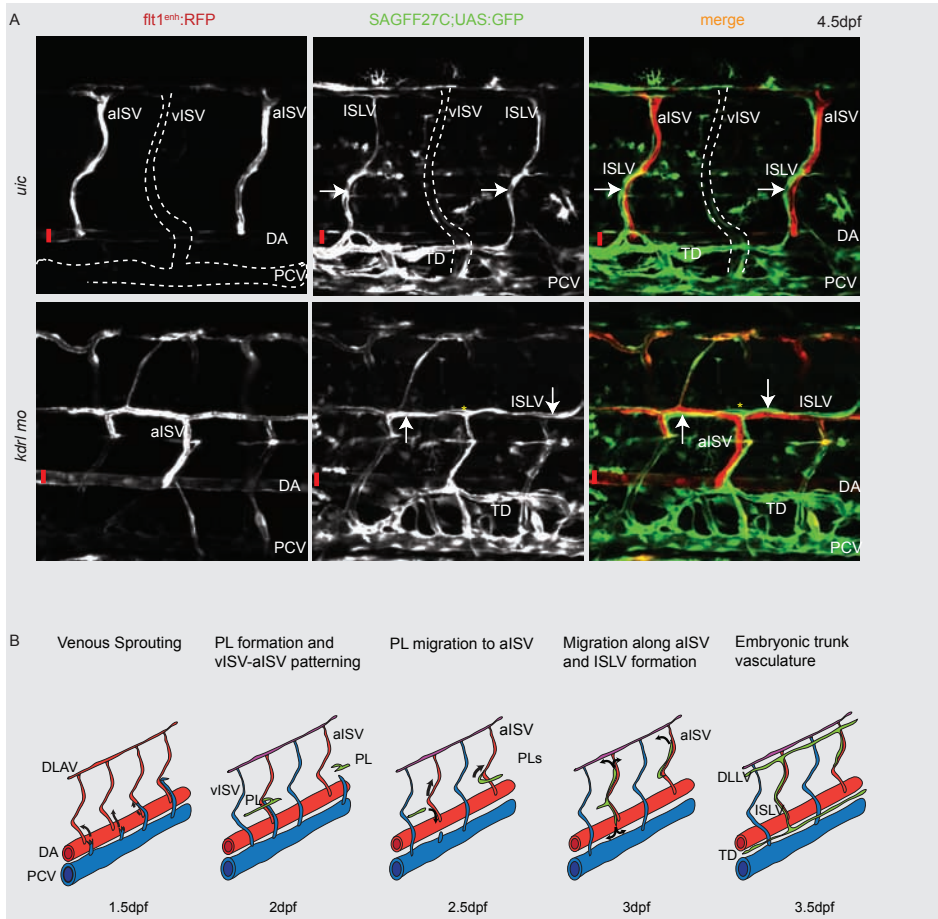 A
flt1enh:RFP
SAGFF27C;UAS:GFP
merge
4.5dpf
uic
aISV
vISV
aISV
DA
PCV
ISLV
vISV
ISLV
TD
PCV
aISV
vISV
aISV
ISLV
ISLV
DA
TD
PCV
kdrl mo
aISV
DA
PCV
*
ISLV
TD
PCV
*
ISLV
aISV
DA
TD
PCV
B
Venous Sprouting
PL formation and
vISV-aISV patterning
PL migration to aISV
Migration along aISV
and ISLV formation
Embryonic trunk
vasculature
DLAV
DA
PCV
1.5dpf
aISV
PL
vISV
PL
2dpf
aISV
PLs
2.5dpf
aISV
3dpf
DLLV
ISLV
TD
3.5dpf